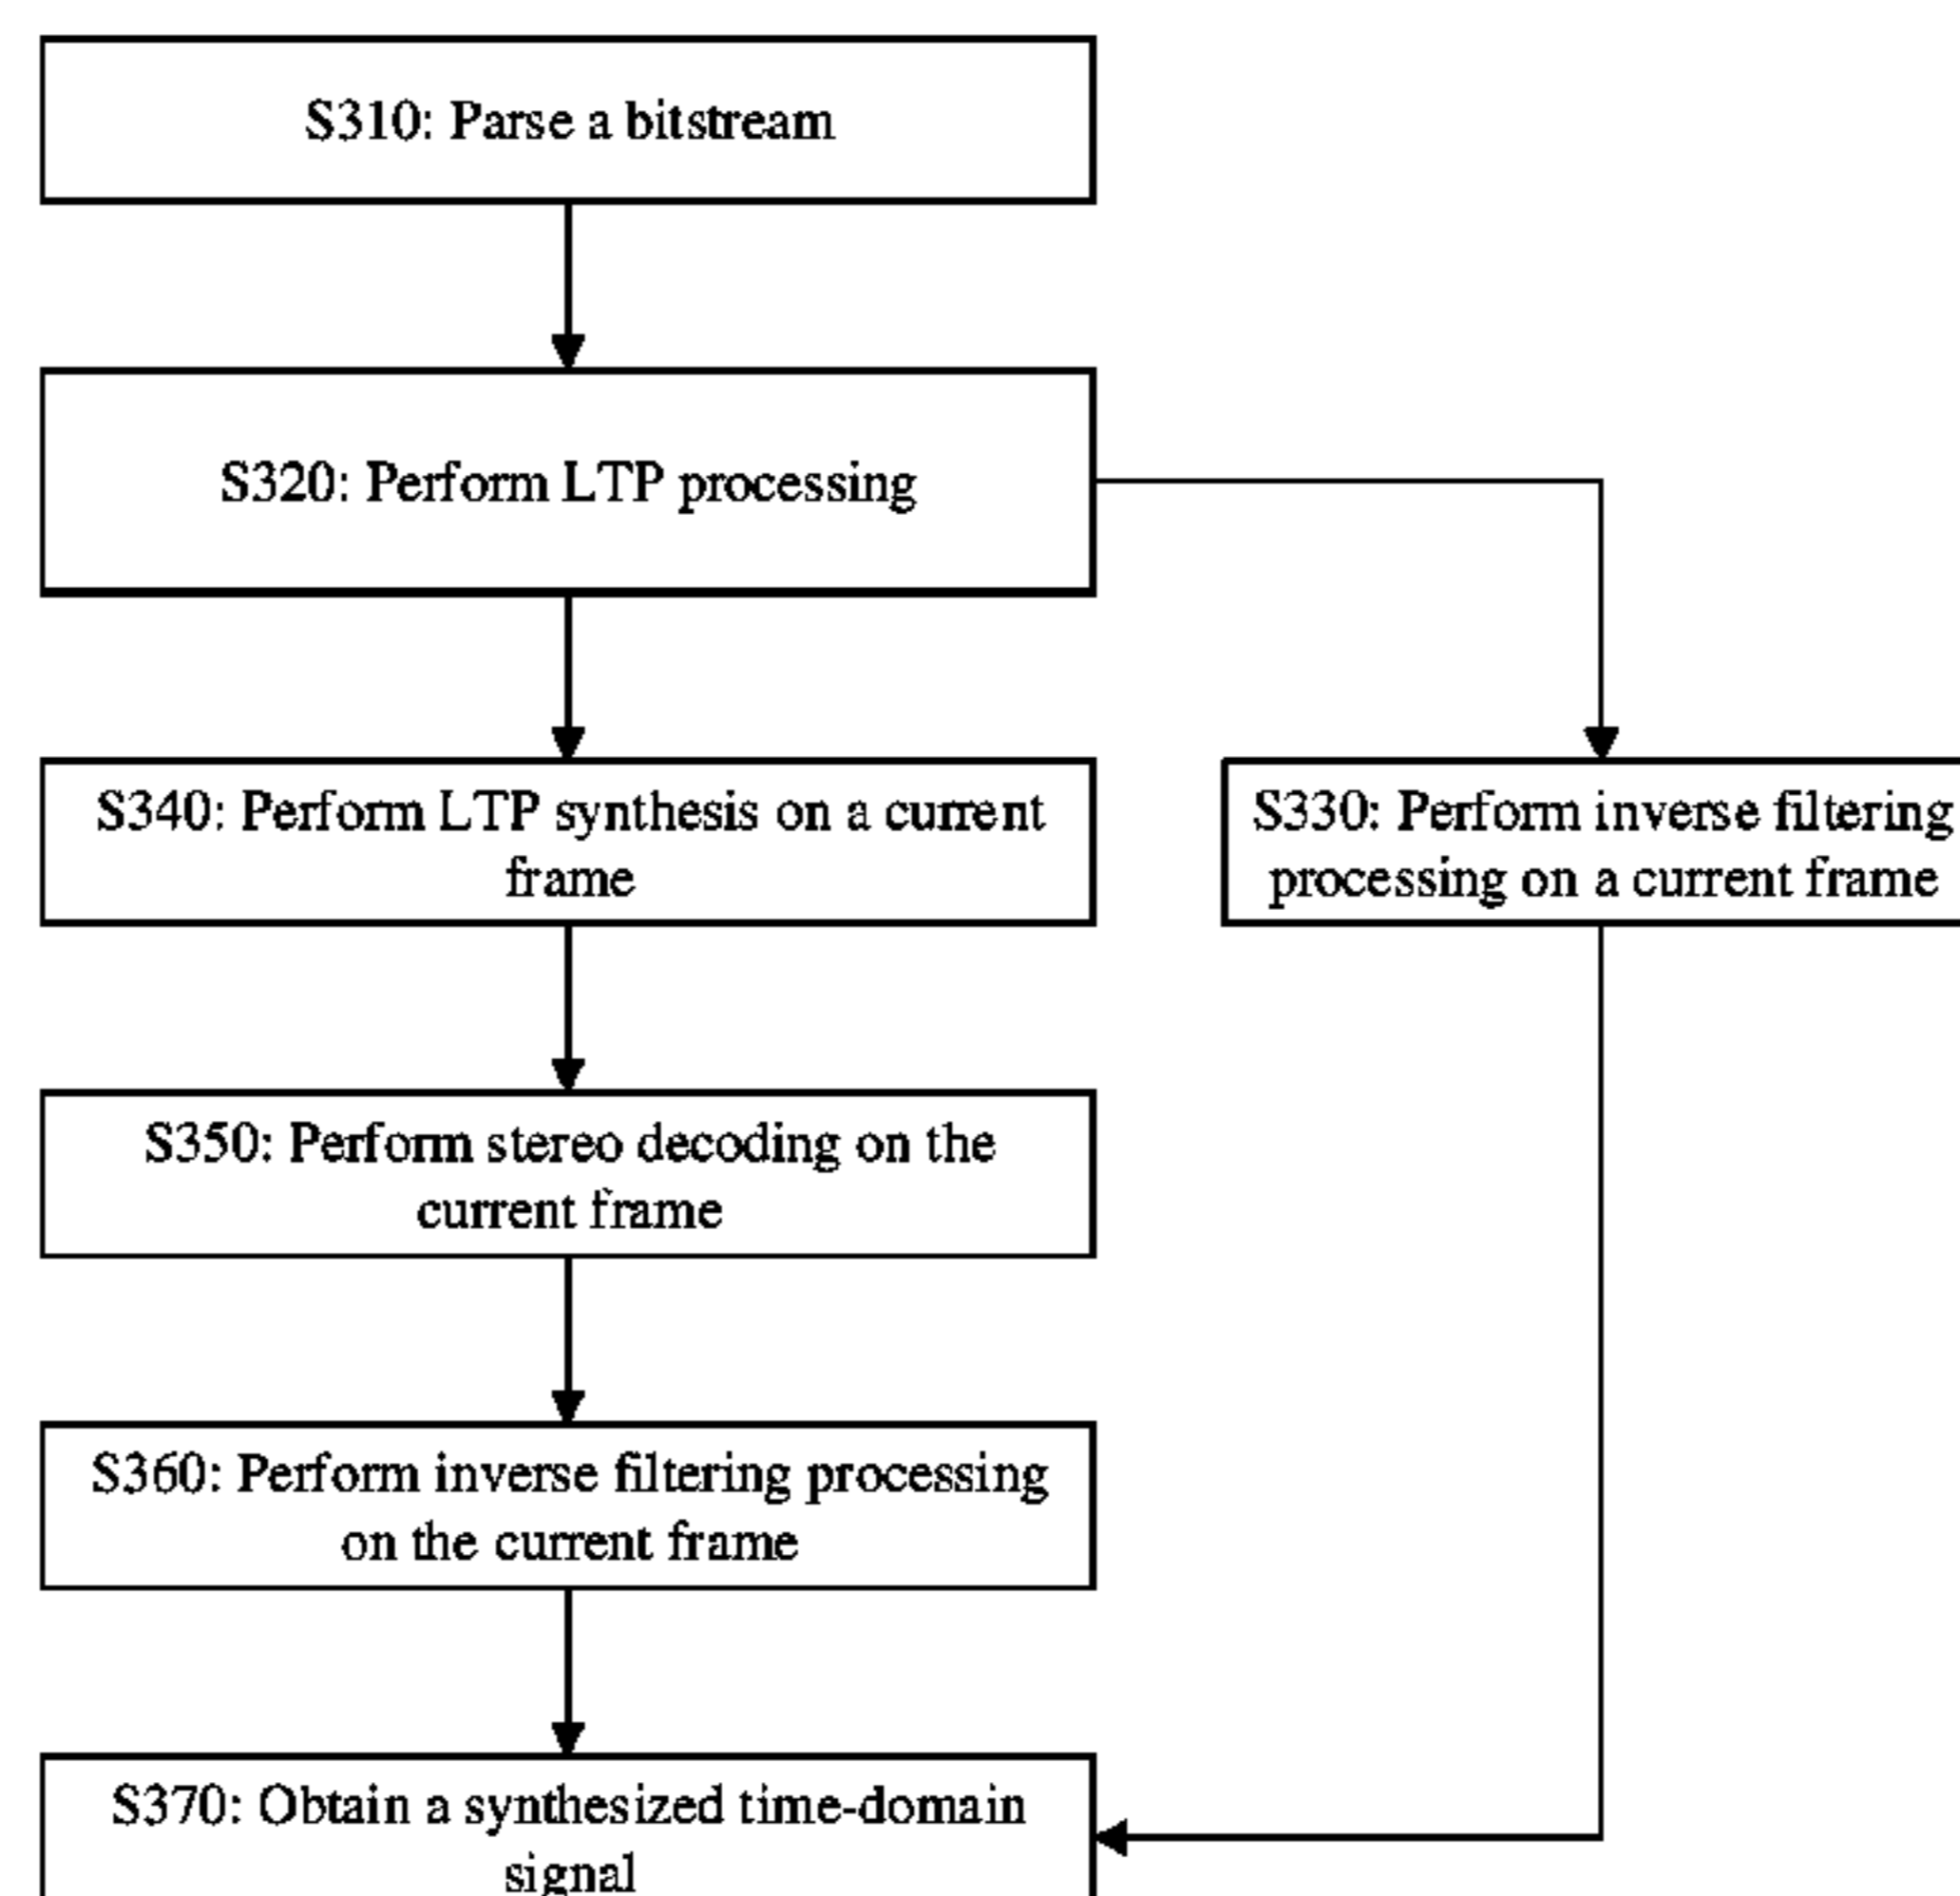 S310: Parse a bitstream
S320: Perform LTP processing
S340: Perform LTP synthesis on a current
frame
S330: Perform inverse filtering
processing on a current frame
S350: Perform stereo decoding on the
current frame
S360: Perform inverse filtering processing
on the current frame
S370: Obtain a synthesized time-domain
signal